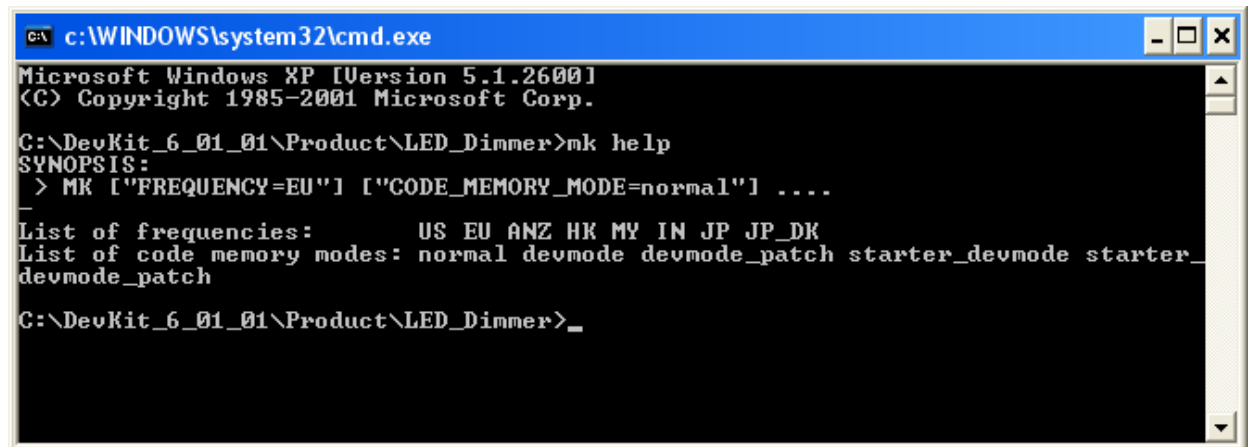 c:\WINDOWS\system32\cmd.exe
Microsoft Windows XP [Version 5.1.2600]
(C) Copyright 1985-2001 Microsoft Corp.
C:\DevKit_6_01_01\Product\LED_Dimmer>mk help
SYNOPSIS:
 > MK ["FREQUENCY=EU"] ["CODE_MEMORY_MODE=normal"] ....
_
List of frequencies:       US EU ANZ HK MY IN JP JP_DK
List of code memory modes: normal devmode devmode_patch starter_devmode starter_
devmode_patch
C:\DevKit_6_01_01\Product\LED_Dimmer>_